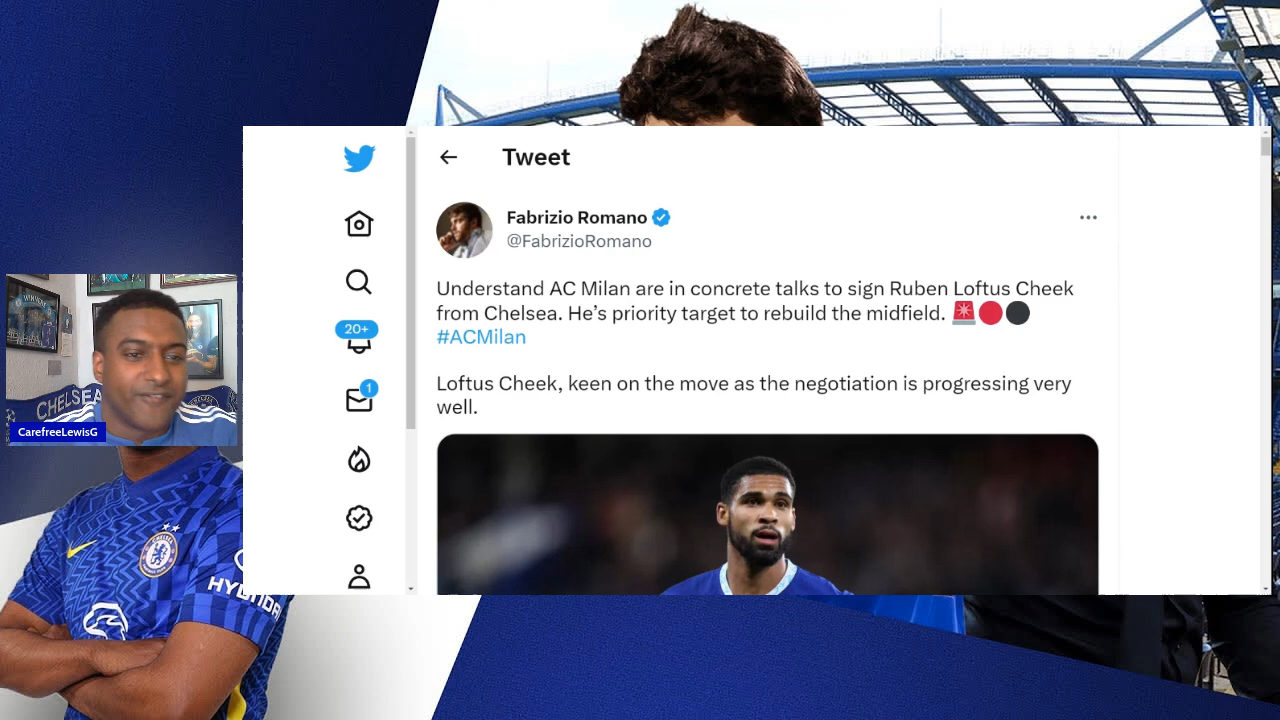 Tweet
Fabrizio Romano
@FabrizioRomano
Understand AC Milan are in concrete talks to sign Ruben Loftus Cheek
from Chelsea. He’s priority target to rebuild the midfield. 🚨🔴⚫
#ACMilan
Loftus Cheek, keen on the move as the negotiation is progressing very
well.
20+
1
CHELSEA
CarefreeLewisG
HYUNDAI